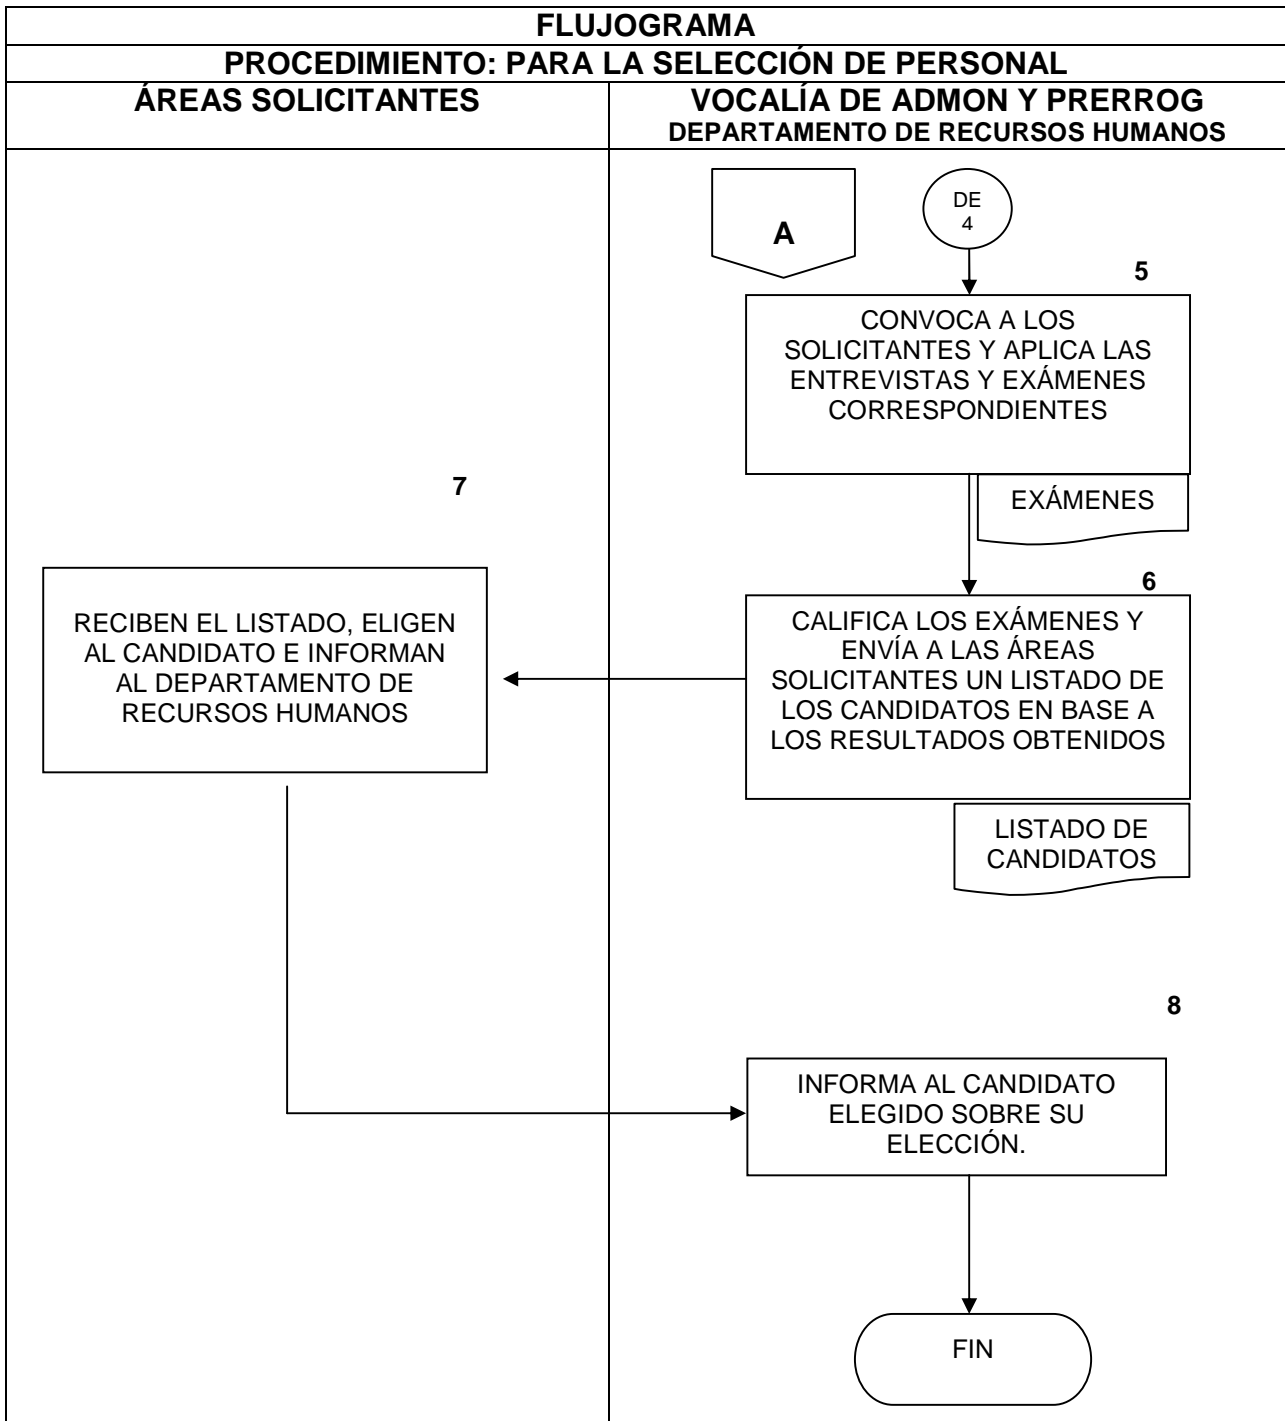 FLUJOGRAMA
PROCEDIMIENTO: PARA LA SELECCIÓN DE PERSONAL
ÁREAS SOLICITANTES
VOCALÍA DE ADMON Y PRERROG
DEPARTAMENTO DE RECURSOS HUMANOS
A
DE
4
5
CONVOCA A LOS
SOLICITANTES Y APLICA LAS
ENTREVISTAS Y EXÁMENES
CORRESPONDIENTES
EXÁMENES
6
CALIFICA LOS EXÁMENES Y
ENVÍA A LAS ÁREAS
SOLICITANTES UN LISTADO DE
LOS CANDIDATOS EN BASE A
LOS RESULTADOS OBTENIDOS
LISTADO DE
CANDIDATOS
7
RECIBEN EL LISTADO, ELIGEN
AL CANDIDATO E INFORMAN
AL DEPARTAMENTO DE
RECURSOS HUMANOS
8
INFORMA AL CANDIDATO
ELEGIDO SOBRE SU
ELECCIÓN.
FIN